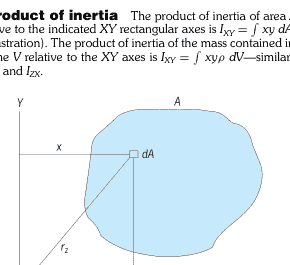 roduct of inertia The product of inertia of area
ve to the indicated XY rectangular axes is I_XY = ∫ xy dA
ustration). The product of inertia of the mass contained in
e V relative to the XY axes is I_XY = ∫ xyρ dV—similar
and I_ZX.
Y
A
x
dA
r_z